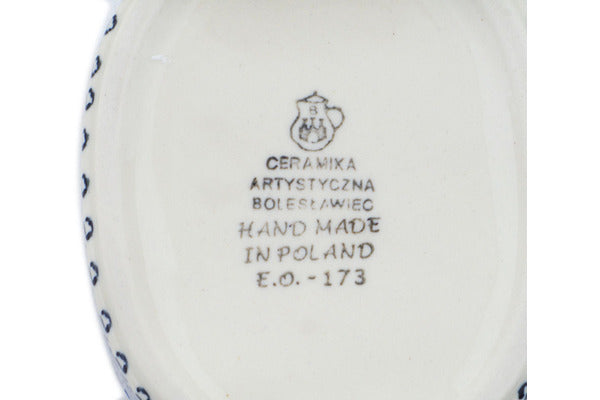 B
CERAMIKA
ARTYSTYCZNA
BOLESŁAWIEC
HAND MADE
IN POLAND
E.O. - 173